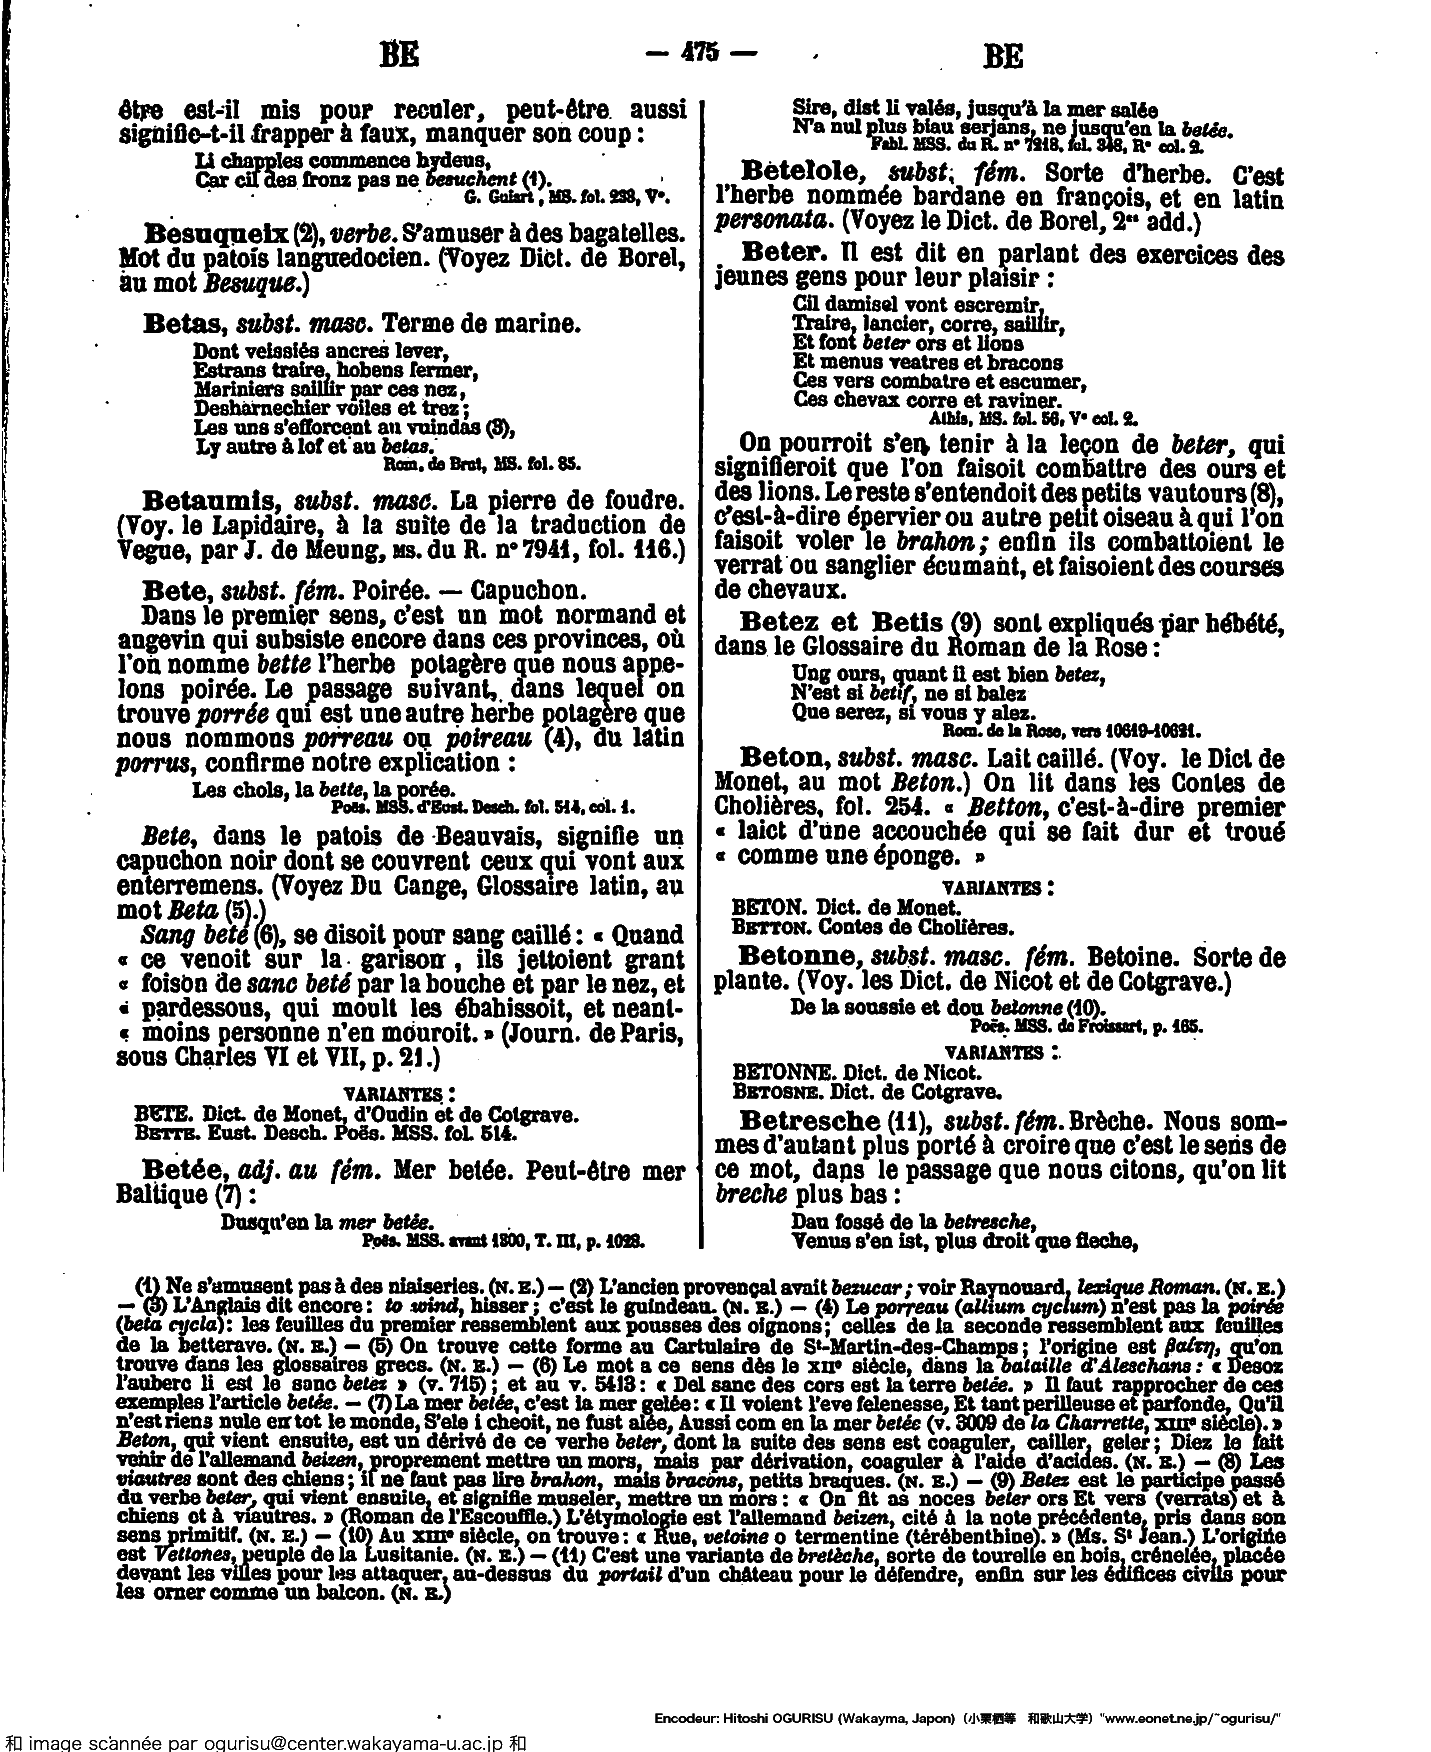 BE — 475 — BE
être est-il mis pour reculer, peut-être aussi
signifie-t-il frapper à faux, manquer son coup :
Li chapples commence hydeus,
Car cil des fronz pas ne besuchent (1).
G. Guiart, MS. fol. 233, V°.
Besuqueix (2), verbe. S'amuser à des bagatelles.
Mot du patois languedocien. (Voyez Dict. de Borel,
au mot Besuque.)
Betas, subst. masc. Terme de marine.
Dont veissiés ancres lever,
Estrans traire, hobens fermer,
Mariniers saillir par ces nez,
Desharnechier voiles et trez ;
Les uns s'efforcent au vuindas (3),
Ly autre à lof et au betas.
Rom. de Brut, MS. fol. 85.
Betaumis, subst. masc. La pierre de foudre.
(Voy. le Lapidaire, à la suite de la traduction de
Vegue, par J. de Meung, MS. du R. n° 7941, fol. 116.)
Bete, subst. fém. Poirée. — Capuchon.
Dans le premier sens, c'est un mot normand et
angevin qui subsiste encore dans ces provinces, où
l'on nomme bette l'herbe potagère que nous appe-
lons poirée. Le passage suivant, dans lequel on
trouve porrée qui est une autre herbe potagère que
nous nommons porreau ou poireau (4), du latin
porrus, confirme notre explication :
Les chols, la bette, la porée.
Poës. MSS. d'Eust. Desch. fol. 514, col. 1.
Bete, dans le patois de Beauvais, signifie un
capuchon noir dont se couvrent ceux qui vont aux
enterremens. (Voyez Du Cange, Glossaire latin, au
mot Beta (5).)
Sang beté (6), se disoit pour sang caillé : « Quand
« ce venoit sur la garison, ils jettoient grant
« foison de sanc beté par la bouche et par le nez, et
« pardessous, qui moult les ébahissoit, et neant-
« moins personne n'en mouroit. » (Journ. de Paris,
sous Charles VI et VII, p. 21.)
VARIANTES :
BETE. Dict. de Monet, d'Oudin et de Cotgrave.
BETTE. Eust. Desch. Poës. MSS. fol. 514.
Betée, adj. au fém. Mer betée. Peut-être mer
Baltique (7) :
Dusqu'en la mer betée.
Poës. MSS. avant 1300, T. III, p. 1028.
Sire, dist li valés, jusqu'à la mer salée
N'a nul plus biau serjans, ne jusqu'en la betée.
Fabl. MSS. du R. n° 7218, fol. 346, R° col. 2.
Betelole, subst. fém. Sorte d'herbe. C'est
l'herbe nommée bardane en françois, et en latin
personata. (Voyez le Dict. de Borel, 2es add.)
Beter. Il est dit en parlant des exercices des
jeunes gens pour leur plaisir :
Cil damisel vont escremir,
Traire, lancier, corre, saillir,
Et font beter ors et lions
Et menus veatres et bracons
Ces vers combatre et escumer,
Ces chevax corre et raviner.
Athis, MS. fol. 56, V° col. 2.
On pourroit s'en tenir à la leçon de beter, qui
signifieroit que l'on faisoit combattre des ours et
des lions. Le reste s'entendoit des petits vautours (8),
c'est-à-dire épervier ou autre petit oiseau à qui l'on
faisoit voler le brahon ; enfin ils combattoient le
verrat ou sanglier écumant, et faisoient des courses
de chevaux.
Betez et Betis (9) sont expliqués par hébété,
dans le Glossaire du Roman de la Rose :
Ung ours, quant il est bien betez,
N'est si betif, ne si balez
Que serez, si vous y alez.
Rom. de la Rose, vers 10619-10621.
Beton, subst. masc. Lait caillé. (Voy. le Dict de
Monet, au mot Beton.) On lit dans les Contes de
Cholières, fol. 254. « Betton, c'est-à-dire premier
« laict d'une accouchée qui se fait dur et troué
« comme une éponge. »
VARIANTES :
BETON. Dict. de Monet.
BETTON. Contes de Cholières.
Betonne, subst. masc. fém. Betoine. Sorte de
plante. (Voy. les Dict. de Nicot et de Cotgrave.)
De la soussie et dou betonne (10).
Poës. MSS. de Froissart, p. 165.
VARIANTES :
BETONNE. Dict. de Nicot.
BETOSNE. Dict. de Cotgrave.
Betresche (11), subst. fém. Brèche. Nous som-
mes d'autant plus porté à croire que c'est le sens de
ce mot, dans le passage que nous citons, qu'on lit
breche plus bas :
Dau fossé de la betresche,
Venus s'en ist, plus droit que fleche,
(1) Ne s'amusent pas à des niaiseries. (N. E.) — (2) L'ancien provençal avait bezucar ; voir Raynouard, lexique Roman. (N. E.)
— (3) L'Anglais dit encore : to wind, hisser ; c'est le guindeau. (N. E.) — (4) Le porreau (allium cyclum) n'est pas la poirée
(beta cycla) : les feuilles du premier ressemblent aux pousses des oignons ; celles de la seconde ressemblent aux feuilles
de la betterave. (N. E.) — (5) On trouve cette forme au Cartulaire de St-Martin-des-Champs ; l'origine est βαίτη, qu'on
trouve dans les glossaires grecs. (N. E.) — (6) Le mot a ce sens dès le XIIe siècle, dans la bataille d'Aleschans : « Desoz
l'auberc li est le sanc betez » (v. 715) ; et au v. 5413 : « Del sanc des cors est la terre betée. » Il faut rapprocher de ces
exemples l'article betée. — (7) La mer betée, c'est la mer gelée : « Il voient l'eve felenesse, Et tant perilleuse et parfonde, Qu'il
n'est riens nule en tot le monde, S'ele i cheoit, ne fust alée, Aussi com en la mer betée (v. 3009 de la Charrette, XIIIe siècle). »
Beton, qui vient ensuite, est un dérivé de ce verbe beter, dont la suite des sens est coaguler, cailler, geler ; Diez le fait
venir de l'allemand beizen, proprement mettre un mors, mais par dérivation, coaguler à l'aide d'acides. (N. E.) — (8) Les
viautres sont des chiens ; il ne faut pas lire brahon, mais bracons, petits braques. (N. E.) — (9) Betez est le participe passé
du verbe beter, qui vient ensuite, et signifie museler, mettre un mors : « On fit as noces beter ors Et vers (verrats) et à
chiens et à viautres. » (Roman de l'Escouffle.) L'étymologie est l'allemand beizen, cité à la note précédente, pris dans son
sens primitif. (N. E.) — (10) Au XIIIe siècle, on trouve : « Rue, vetoine o termentine (térébenthine). » (Ms. St Jean.) L'origine
est Vettones, peuple de la Lusitanie. (N. E.) — (11) C'est une variante de bretèche, sorte de tourelle en bois, crénelée, placée
devant les villes pour les attaquer, au-dessus du portail d'un château pour le défendre, enfin sur les édifices civils pour
les orner comme un balcon. (N. E.)
Encodeur: Hitoshi OGURISU (Wakayma, Japon) (小栗栖等 和歌山大学) "www.eonet.ne.jp/~ogurisu/"
和 image scànnée par ogurisu@center.wakayama-u.ac.jp 和